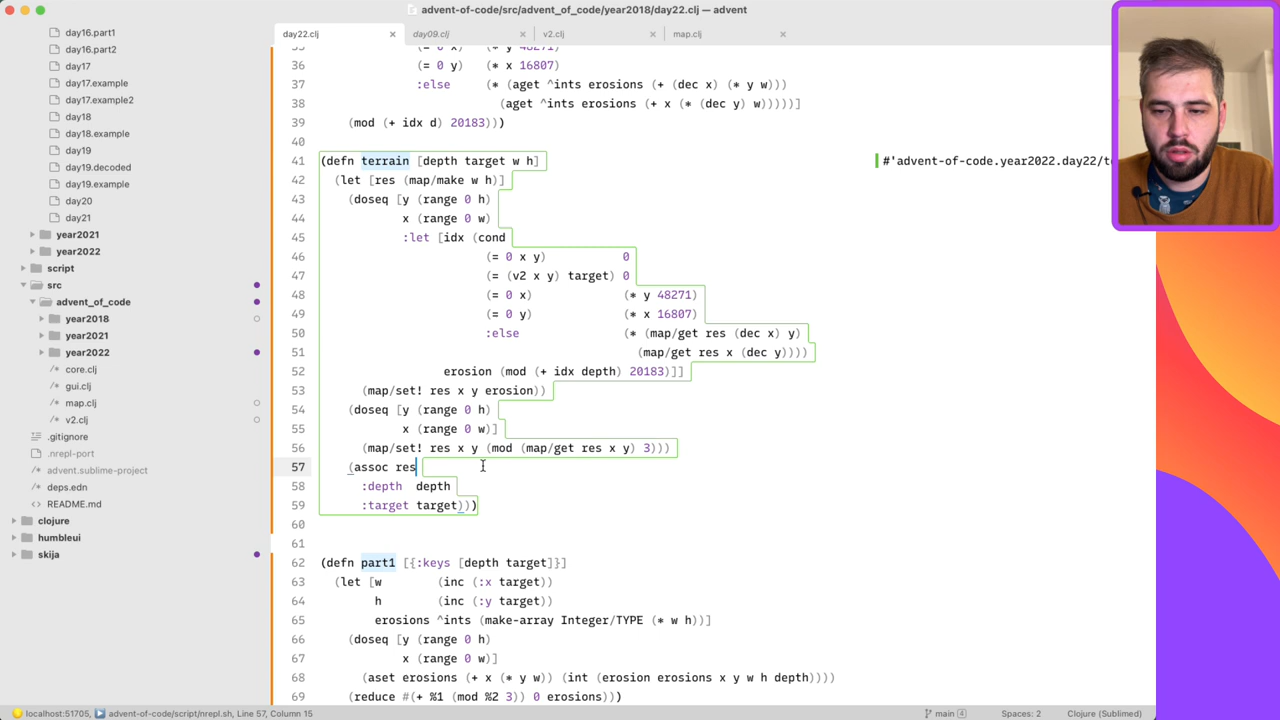 advent-of-code/src/advent_of_code/year2018/day22.clj — advent
day16.part1
day16.part2
day17
day17.example
day17.example2
day18
day18.example
day19
day19.decoded
day19.example
day20
day21
year2021
year2022
script
src
advent_of_code
year2018
year2021
year2022
core.clj
gui.clj
map.clj
v2.clj
.gitignore
.nrepl-port
advent.sublime-project
deps.edn
README.md
clojure
humbleui
skija
day22.clj
day09.clj
v2.clj
map.clj
35 (= 0 x) (* y 48271)
36 (= 0 y) (* x 16807)
37 :else (* (aget ^ints erosions (+ (dec x) (* y w)))
38 (aget ^ints erosions (+ x (* (dec y) w)))))]
39 (mod (+ idx d) 20183)))
40
41 (defn terrain [depth target w h] #'advent-of-code.year2022.day22/te
42 (let [res (map/make w h)]
43 (doseq [y (range 0 h)
44 x (range 0 w)
45 :let [idx (cond
46 (= 0 x y) 0
47 (= (v2 x y) target) 0
48 (= 0 x) (* y 48271)
49 (= 0 y) (* x 16807)
50 :else (* (map/get res (dec x) y)
51 (map/get res x (dec y))))
52 erosion (mod (+ idx depth) 20183)]]
53 (map/set! res x y erosion))
54 (doseq [y (range 0 h)
55 x (range 0 w)]
56 (map/set! res x y (mod (map/get res x y) 3)))
57 (assoc res
58 :depth depth
59 :target target)))
60
61
62 (defn part1 [{:keys [depth target]}]
63 (let [w (inc (:x target))
64 h (inc (:y target))
65 erosions ^ints (make-array Integer/TYPE (* w h))]
66 (doseq [y (range 0 h)
67 x (range 0 w)]
68 (aset erosions (+ x (* y w)) (int (erosion erosions x y w h depth))))
69 (reduce #(+ %1 (mod %2 3)) 0 erosions)))
localhost:51705, advent-of-code/script/nrepl.sh, Line 57, Column 15
main 4
Spaces: 2
Clojure (Sublimed)